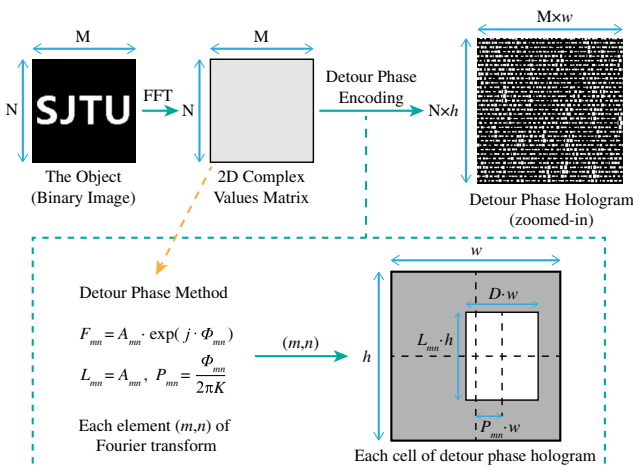 M
M
M×w
N
SJTU
FFT
N
Detour Phase
Encoding
N×h
The Object
(Binary Image)
2D Complex
Values Matrix
Detour Phase Hologram
(zoomed-in)
Detour Phase Method
F_mn = A_mn · exp( j · Φ_mn)
L_mn = A_mn , P_mn = Φ_mn / 2πK
Each element (m,n) of
Fourier transform
(m,n)
w
D·w
L_mn·h
h
P_mn·w
Each cell of detour phase hologram